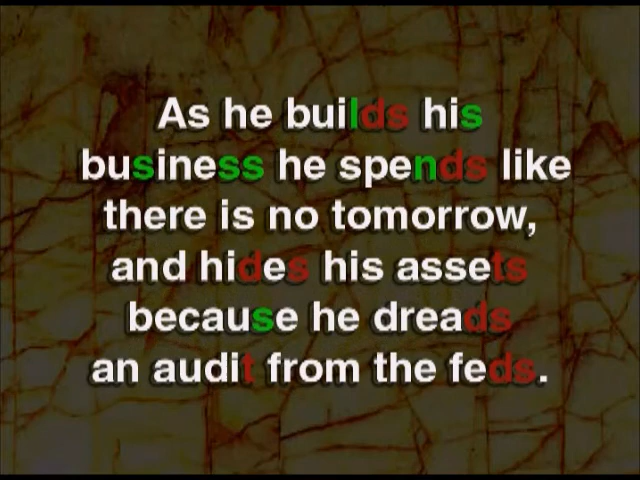 As he builds his
business he spends like
there is no tomorrow,
and hides his assets
because he dreads
an audit from the feds.